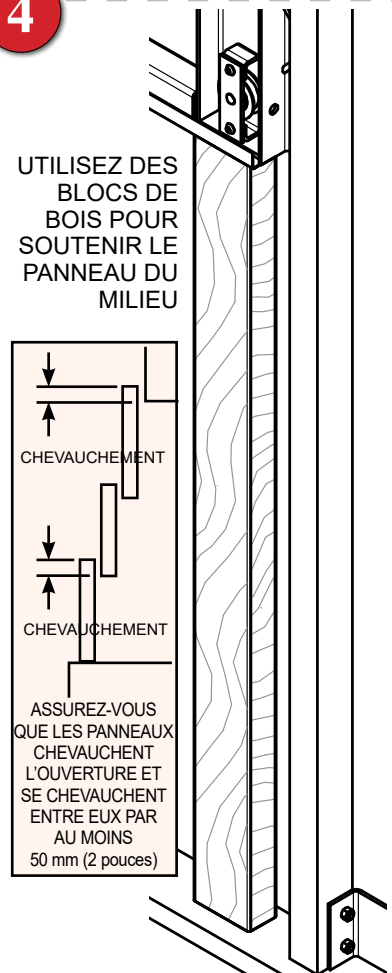 4
UTILISEZ DES
BLOCS DE
BOIS POUR
SOUTENIR LE
PANNEAU DU
MILIEU
CHEVAUCHEMENT
CHEVAUCHEMENT
ASSUREZ-VOUS
QUE LES PANNEAUX
CHEVAUCHENT
L'OUVERTURE ET
SE CHEVAUCHENT
ENTRE EUX PAR
AU MOINS
50 mm (2 pouces)